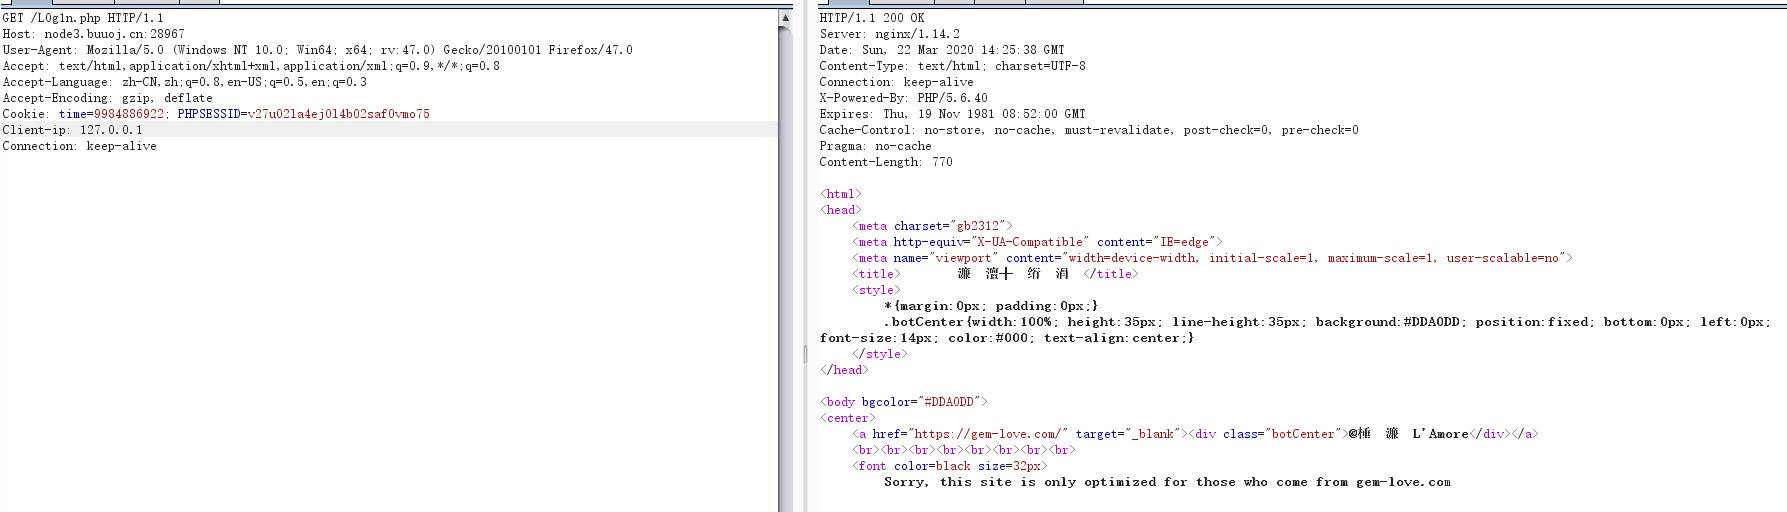 GET /L0g1n.php HTTP/1.1
Host: node3.buuoj.cn:28967
User-Agent: Mozilla/5.0 (Windows NT 10.0; Win64; x64; rv:47.0) Gecko/20100101 Firefox/47.0
Accept: text/html,application/xhtml+xml,application/xml;q=0.9,*/*;q=0.8
Accept-Language: zh-CN,zh;q=0.8,en-US;q=0.5,en;q=0.3
Accept-Encoding: gzip, deflate
Cookie: time=9984886922; PHPSESSID=v27u021a4ej014b02saf0vmo75
Client-ip: 127.0.0.1
Connection: keep-alive
HTTP/1.1 200 OK
Server: nginx/1.14.2
Date: Sun, 22 Mar 2020 14:25:38 GMT
Content-Type: text/html; charset=UTF-8
Connection: keep-alive
X-Powered-By: PHP/5.6.40
Expires: Thu, 19 Nov 1981 08:52:00 GMT
Cache-Control: no-store, no-cache, must-revalidate, post-check=0, pre-check=0
Pragma: no-cache
Content-Length: 770
<html>
<head>
<meta charset="gb2312">
<meta http-equiv="X-UA-Compatible" content="IE=edge">
<meta name="viewport" content="width=device-width, initial-scale=1, maximum-scale=1, user-scalable=no">
<title> 濂 澶╁ 绗 涓 </title>
<style>
*{margin:0px; padding:0px;}
.botCenter{width:100%; height:35px; line-height:35px; background:#DDA0DD; position:fixed; bottom:0px; left:0px;
font-size:14px; color:#000; text-align:center;}
</style>
</head>
<body bgcolor="#DDA0DD">
<center>
<a href="https://gem-love.com/" target="_blank"><div class="botCenter">@棰 濂 L'Amore</div></a>
<br><br><br><br><br><br><br><br>
<font color=black size=32px>
Sorry, this site is only optimized for those who come from gem-love.com